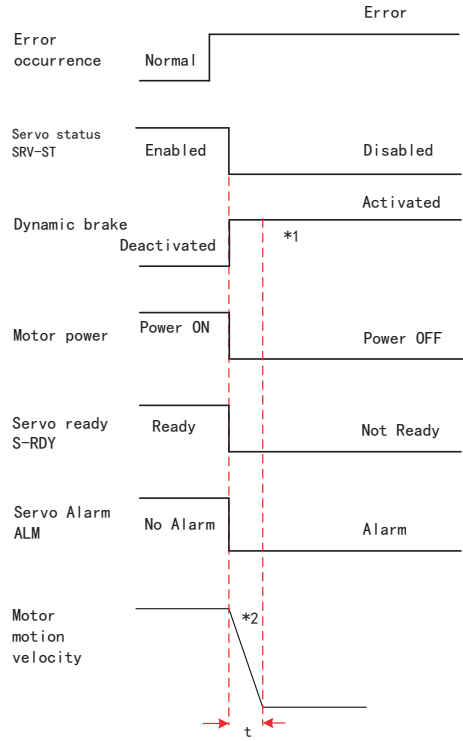 Error
Error
occurrence
Normal
Servo status
SRV-ST
Enabled
Disabled
Activated
Dynamic brake
*1
Deactivated
Motor power
Power ON
Power OFF
Servo ready
S-RDY
Ready
Not Ready
Servo Alarm
ALM
No Alarm
Alarm
Motor
motion
velocity
*2
t